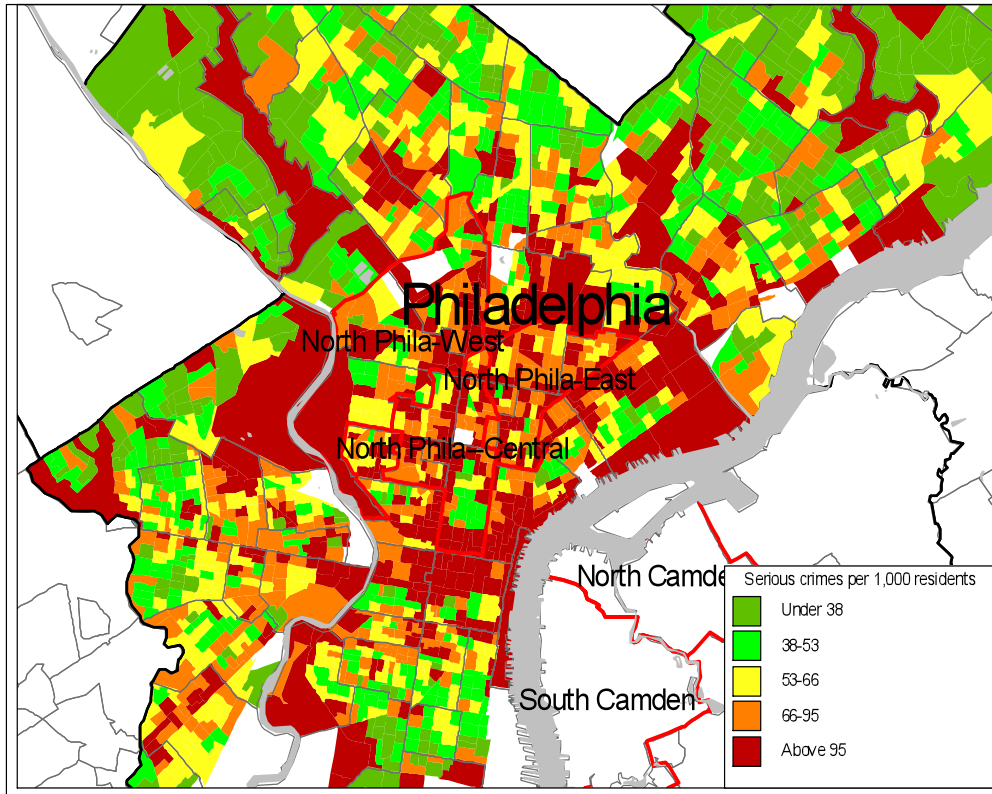 Philadelphia
North Phila-West
North Phila-East
North Phila--Central
North Camde
South Camden
Serious crimes per 1,000 residents
Under 38
38-53
53-66
66-95
Above 95